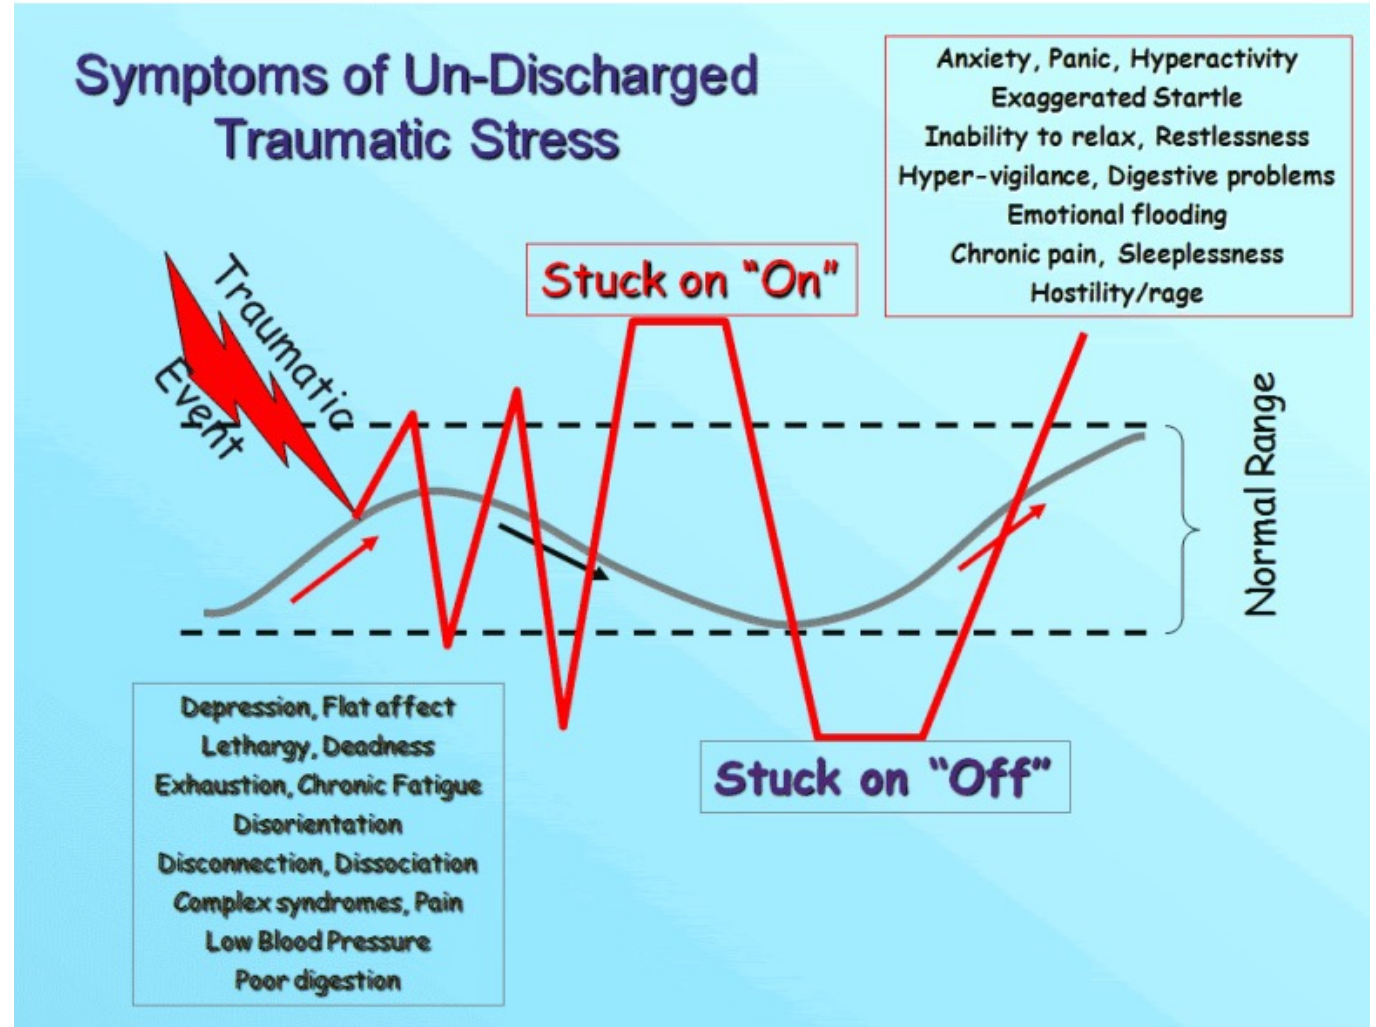 Symptoms of Un-Discharged
Traumatic Stress
Anxiety, Panic, Hyperactivity
Exaggerated Startle
Inability to relax, Restlessness
Hyper-vigilance, Digestive problems
Emotional flooding
Chronic pain, Sleeplessness
Hostility/rage
Stuck on “On”
Traumatic
Event
Normal Range
Depression, Flat affect
Lethargy, Deadness
Exhaustion, Chronic Fatigue
Disorientation
Disconnection, Dissociation
Complex syndromes, Pain
Low Blood Pressure
Poor digestion
Stuck on “Off”